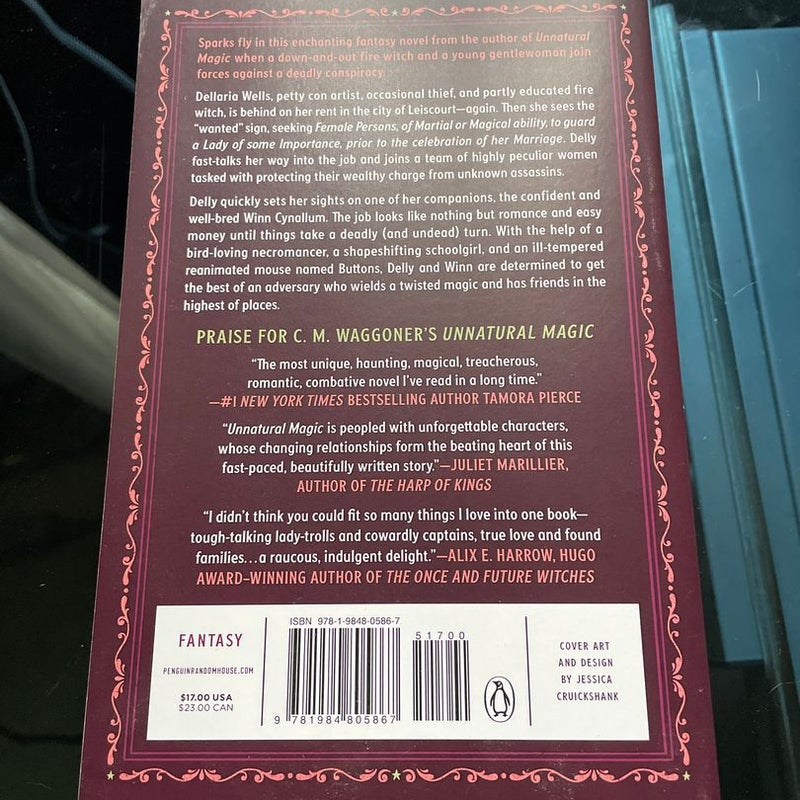 Sparks fly in this enchanting fantasy novel from the author of Unnatural
Magic when a down-and-out fire witch and a young gentlewoman join
forces against a deadly conspiracy.
Dellaria Wells, petty con artist, occasional thief, and partly educated fire
witch, is behind on her rent in the city of Leiscourt—again. Then she sees the
"wanted" sign, seeking Female Persons, of Martial or Magical ability, to guard
a Lady of some Importance, prior to the celebration of her Marriage. Delly
fast-talks her way into the job and joins a team of highly peculiar women
tasked with protecting their wealthy charge from unknown assassins.
Delly quickly sets her sights on one of her companions, the confident and
well-bred Winn Cynallum. The job looks like nothing but romance and easy
money until things take a deadly (and undead) turn. With the help of a
bird-loving necromancer, a shapeshifting schoolgirl, and an ill-tempered
reanimated mouse named Buttons, Delly and Winn are determined to get
the best of an adversary who wields a twisted magic and has friends in the
highest of places.
PRAISE FOR C. M. WAGGONER'S UNNATURAL MAGIC
"The most unique, haunting, magical, treacherous,
romantic, combative novel I've read in a long time."
—#1 NEW YORK TIMES BESTSELLING AUTHOR TAMORA PIERCE
"Unnatural Magic is peopled with unforgettable characters,
whose changing relationships form the beating heart of this
fast-paced, beautifully written story."—JULIET MARILLIER,
AUTHOR OF THE HARP OF KINGS
"I didn't think you could fit so many things I love into one book—
tough-talking lady-trolls and cowardly captains, true love and found
families...a raucous, indulgent delight."—ALIX E. HARROW, HUGO
AWARD-WINNING AUTHOR OF THE ONCE AND FUTURE WITCHES
FANTASY
PENGUINRANDOMHOUSE.COM
$17.00 USA
$23.00 CAN
ISBN 978-1-9848-0586-7
51700
9 781984 805867
COVER ART
AND DESIGN
BY JESSICA
CRUICKSHANK